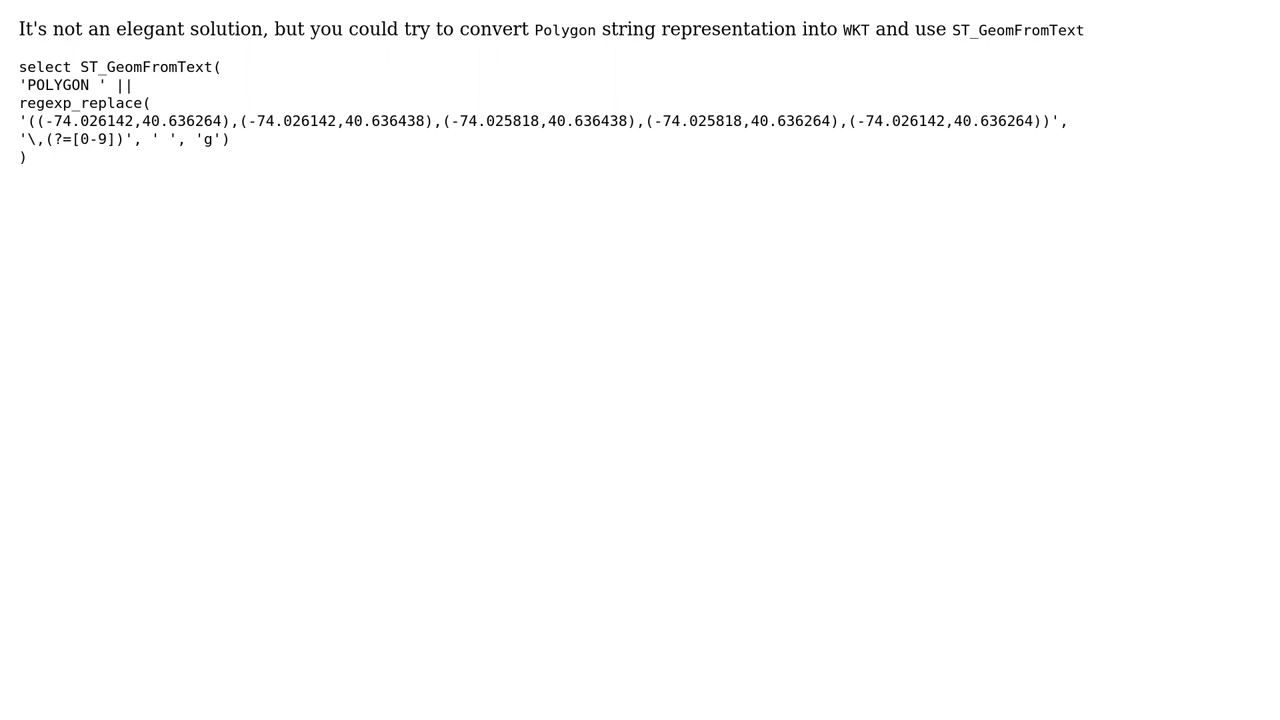 It's not an elegant solution, but you could try to convert Polygon string representation into WKT and use ST_GeomFromText
select ST_GeomFromText(
'POLYGON ' ||
regexp_replace(
'((-74.026142,40.636264),(-74.026142,40.636438),(-74.025818,40.636438),(-74.025818,40.636264),(-74.026142,40.636264))',
'\,(?=[0-9])', ' ', 'g')
)